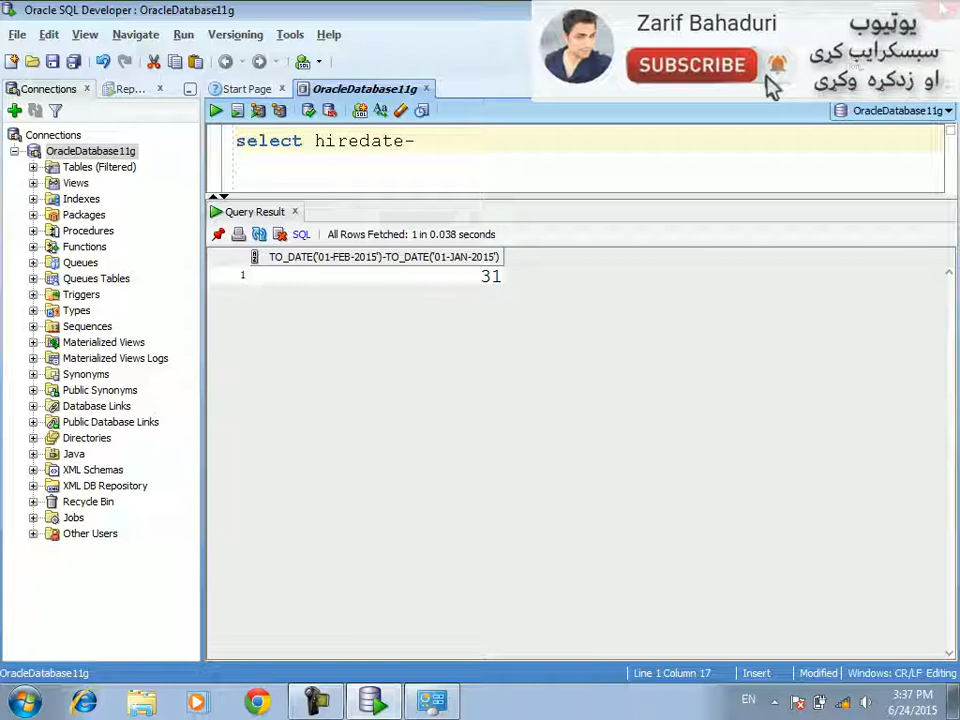 Oracle SQL Developer : OracleDatabase11g
File Edit View Navigate Run Versioning Tools Help
Zarif Bahaduri
SUBSCRIBE
یوتیوب
سبسکرایب کړی
او زدکړه وکړی
Connections
Rep...
Start Page
OracleDatabase11g
OracleDatabase11g
Connections
OracleDatabase11g
Tables (Filtered)
Views
Indexes
Packages
Procedures
Functions
Queues
Queues Tables
Triggers
Types
Sequences
Materialized Views
Materialized Views Logs
Synonyms
Public Synonyms
Database Links
Public Database Links
Directories
Java
XML Schemas
XML DB Repository
Recycle Bin
Jobs
Other Users
select hiredate-
Query Result
SQL | All Rows Fetched: 1 in 0.038 seconds
TO_DATE('01-FEB-2015')-TO_DATE('01-JAN-2015')
1 31
OracleDatabase11g
Line 1 Column 17 Insert Modified Windows: CR/LF Editing
EN
3:37 PM
6/24/2015